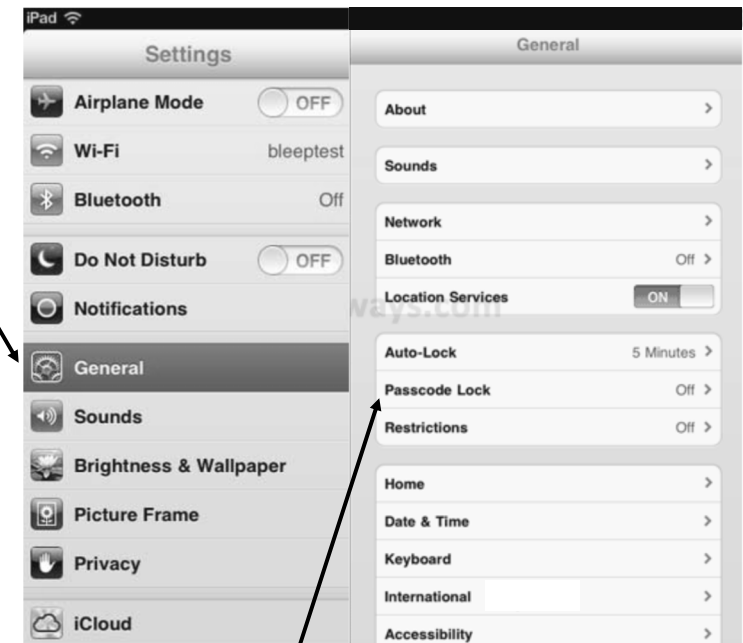 iPad
Settings
Airplane Mode OFF
Wi-Fi bleeptest
Bluetooth Off
Do Not Disturb OFF
Notifications
General
Sounds
Brightness & Wallpaper
Picture Frame
Privacy
iCloud
General
About
Sounds
Network
Bluetooth Off
Location Services ON
ways.com
Auto-Lock 5 Minutes
Passcode Lock Off
Restrictions Off
Home
Date & Time
Keyboard
International
Accessibility